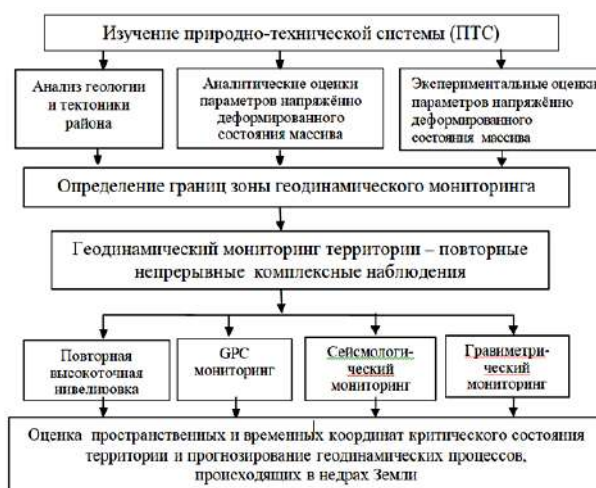 Изучение природно-технической системы (ПТС)
Анализ геологии
и тектоники
района
Аналитические оценки
параметров напряжённо
деформированного
состояния массива
Экспериментальные оценки
параметров напряжённо
деформированного
состояния массива
Определение границ зоны геодинамического мониторинга
Геодинамический мониторинг территории – повторные
непрерывные комплексные наблюдения
Повторная
высокоточная
нивелировка
GPC
мониторинг
Сейсмологи-
ческий
мониторинг
Гравиметри-
ческий
мониторинг
Оценка пространственных и временных координат критического состояния
территории и прогнозирование геодинамических процессов,
происходящих в недрах Земли